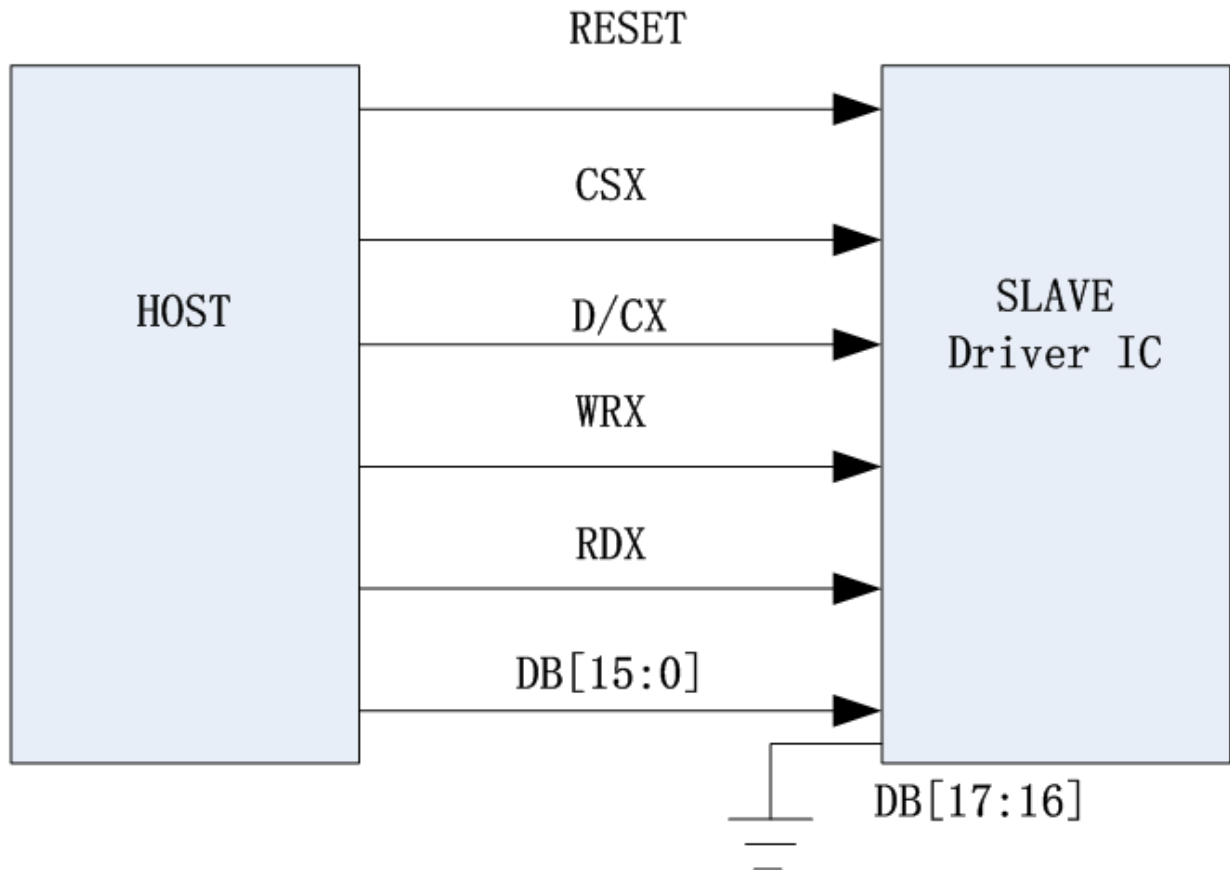 RESET
CSX
HOST
D/CX
SLAVE
Driver IC
WRX
RDX
DB[15:0]
DB[17:16]